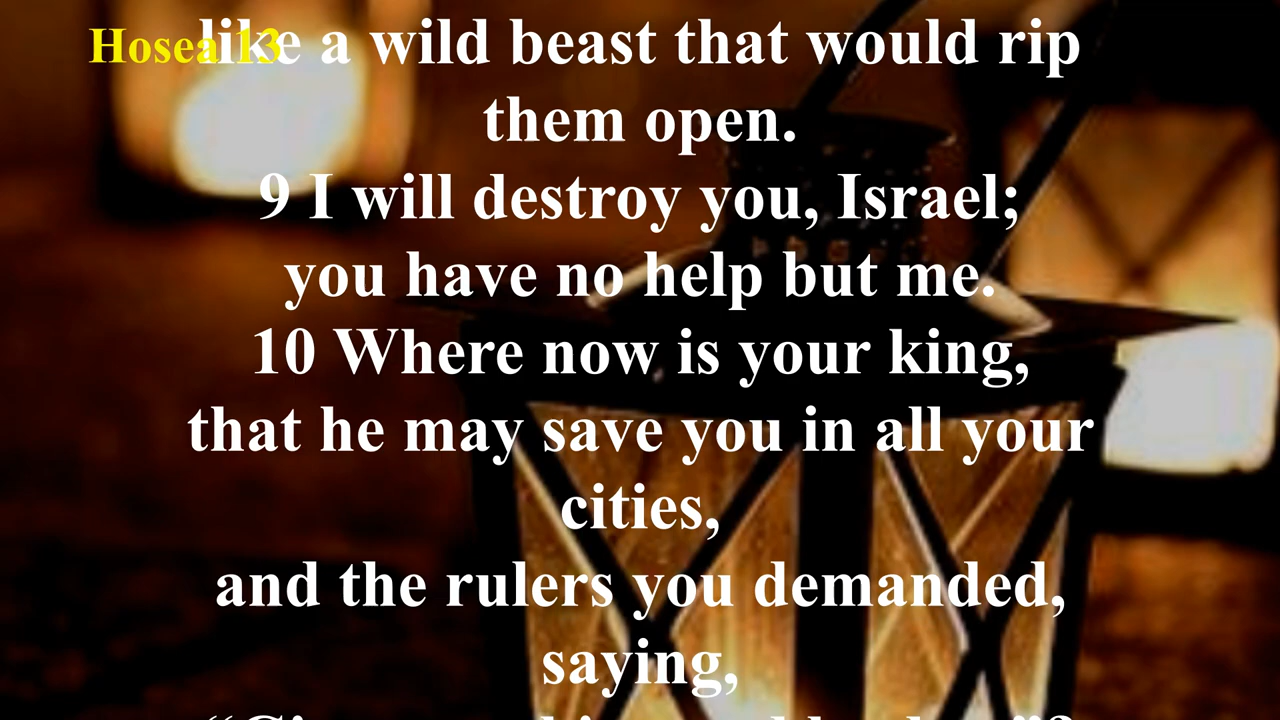 Hosea 13
like a wild beast that would rip
them open.
9 I will destroy you, Israel;
you have no help but me.
10 Where now is your king,
that he may save you in all your
cities,
and the rulers you demanded,
saying,